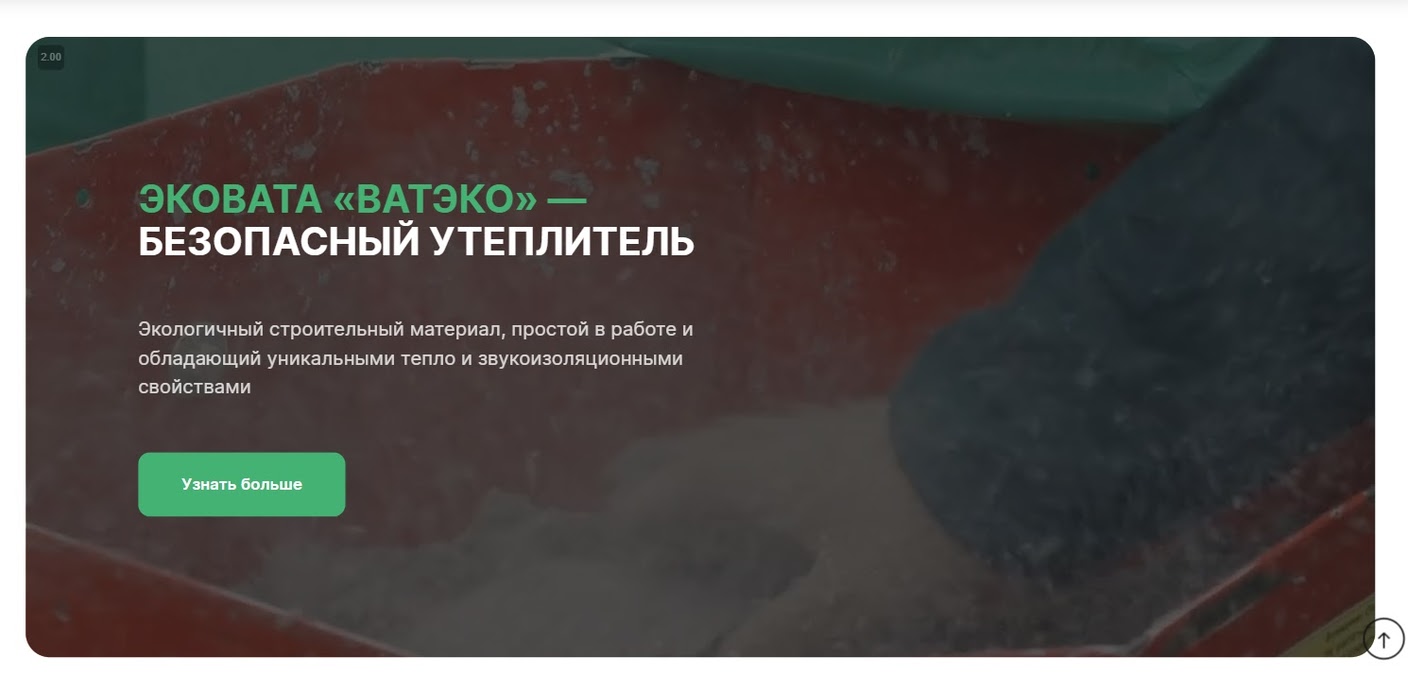 2.00
ЭКОВАТА «ВАТЭКО» —
БЕЗОПАСНЫЙ УТЕПЛИТЕЛЬ
Экологичный строительный материал, простой в работе и
обладающий уникальными тепло и звукоизоляционными
свойствами
Узнать больше